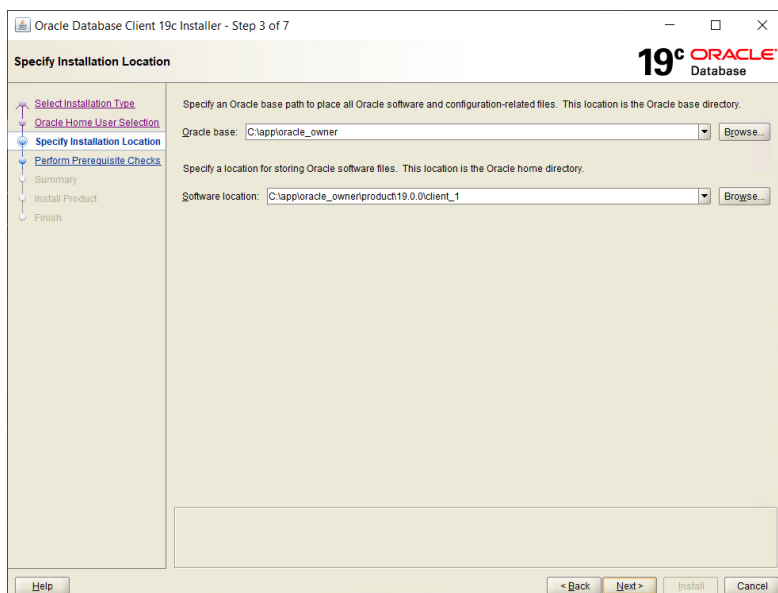 Oracle Database Client 19c Installer - Step 3 of 7
Specify Installation Location
19c ORACLE
Database
Select Installation Type
Oracle Home User Selection
Specify Installation Location
Perform Prerequisite Checks
Summary
Install Product
Finish
Specify an Oracle base path to place all Oracle software and configuration-related files. This location is the Oracle base directory.
Oracle base: C:\app\oracle_owner Browse...
Specify a location for storing Oracle software files. This location is the Oracle home directory.
Software location: C:\app\oracle_owner\product\19.0.0\client_1 Browse...
Help < Back Next > Install Cancel